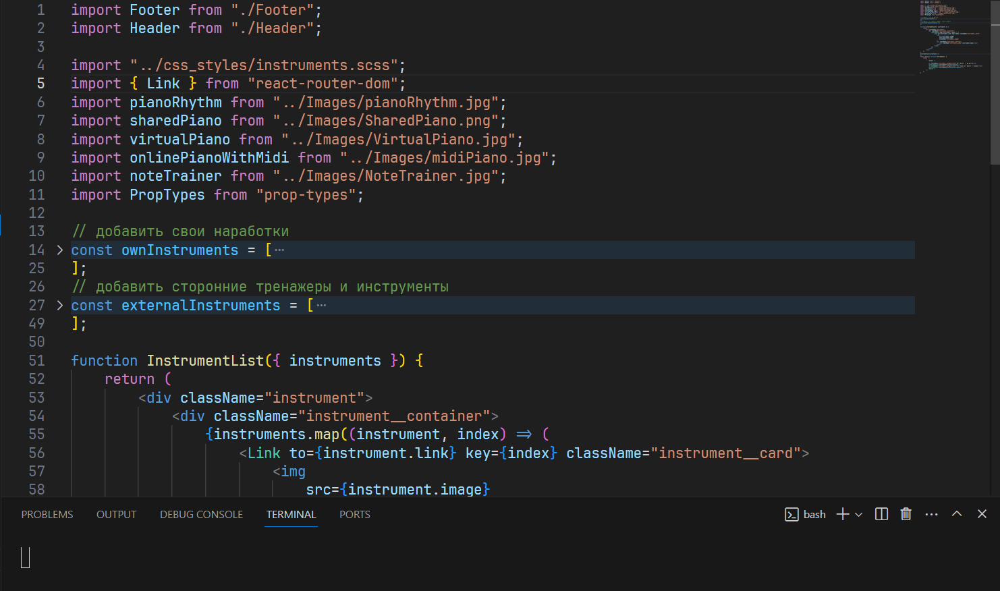 1 import Footer from "./Footer";
2 import Header from "./Header";
3
4 import "../css_styles/instruments.scss";
5 import { Link } from "react-router-dom";
6 import pianoRhythm from "../Images/pianoRhythm.jpg";
7 import sharedPiano from "../Images/SharedPiano.png";
8 import virtualPiano from "../Images/VirtualPiano.jpg";
9 import onlinePianoWithMidi from "../Images/midiPiano.jpg";
10 import noteTrainer from "../Images/NoteTrainer.jpg";
11 import PropTypes from "prop-types";
12
13 // добавить свои наработки
14 const ownInstruments = [ ···
25 ];
26 // добавить сторонние тренажеры и инструменты
27 const externalInstruments = [ ···
49 ];
50
51 function InstrumentList({ instruments }) {
52 return (
53 <div className="instrument">
54 <div className="instrument__container">
55 {instruments.map((instrument, index) => (
56 <Link to={instrument.link} key={index} className="instrument__card">
57 <img
58 src={instrument.image}
PROBLEMS OUTPUT DEBUG CONSOLE TERMINAL PORTS bash